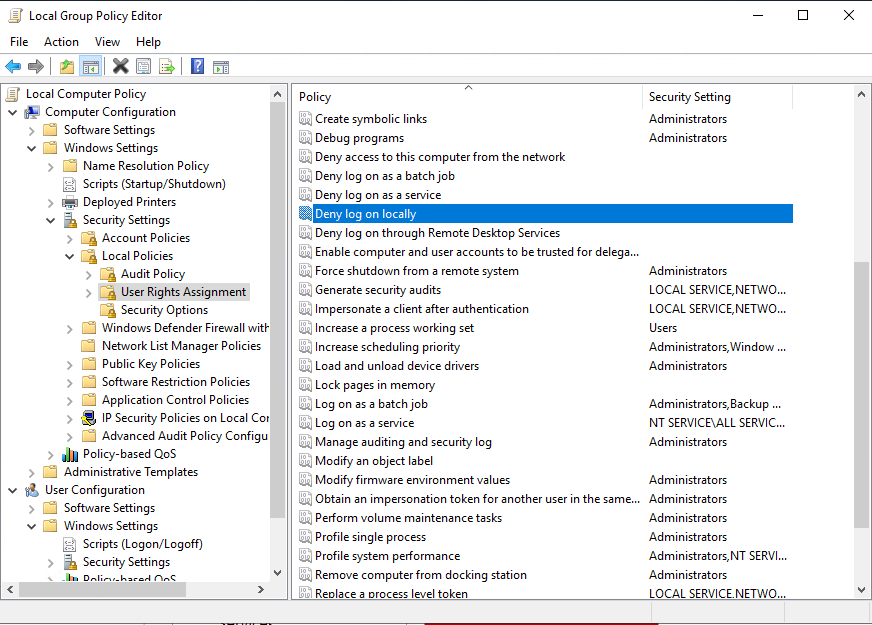 Local Group Policy Editor
File Action View Help
Local Computer Policy
Computer Configuration
Software Settings
Windows Settings
Name Resolution Policy
Scripts (Startup/Shutdown)
Deployed Printers
Security Settings
Account Policies
Local Policies
Audit Policy
User Rights Assignment
Security Options
Windows Defender Firewall with
Network List Manager Policies
Public Key Policies
Software Restriction Policies
Application Control Policies
IP Security Policies on Local Cor
Advanced Audit Policy Configu
Policy-based QoS
Administrative Templates
User Configuration
Software Settings
Windows Settings
Scripts (Logon/Logoff)
Security Settings
Policy-based QoS
Policy Security Setting
Create symbolic links Administrators
Debug programs Administrators
Deny access to this computer from the network
Deny log on as a batch job
Deny log on as a service
Deny log on locally
Deny log on through Remote Desktop Services
Enable computer and user accounts to be trusted for delega...
Force shutdown from a remote system Administrators
Generate security audits LOCAL SERVICE,NETWO...
Impersonate a client after authentication LOCAL SERVICE,NETWO...
Increase a process working set Users
Increase scheduling priority Administrators,Window ...
Load and unload device drivers Administrators
Lock pages in memory
Log on as a batch job Administrators,Backup ...
Log on as a service NT SERVICE\ALL SERVIC...
Manage auditing and security log Administrators
Modify an object label
Modify firmware environment values Administrators
Obtain an impersonation token for another user in the same... Administrators
Perform volume maintenance tasks Administrators
Profile single process Administrators
Profile system performance Administrators,NT SERVI...
Remove computer from docking station Administrators
Replace a process level token LOCAL SERVICE,NETWO...